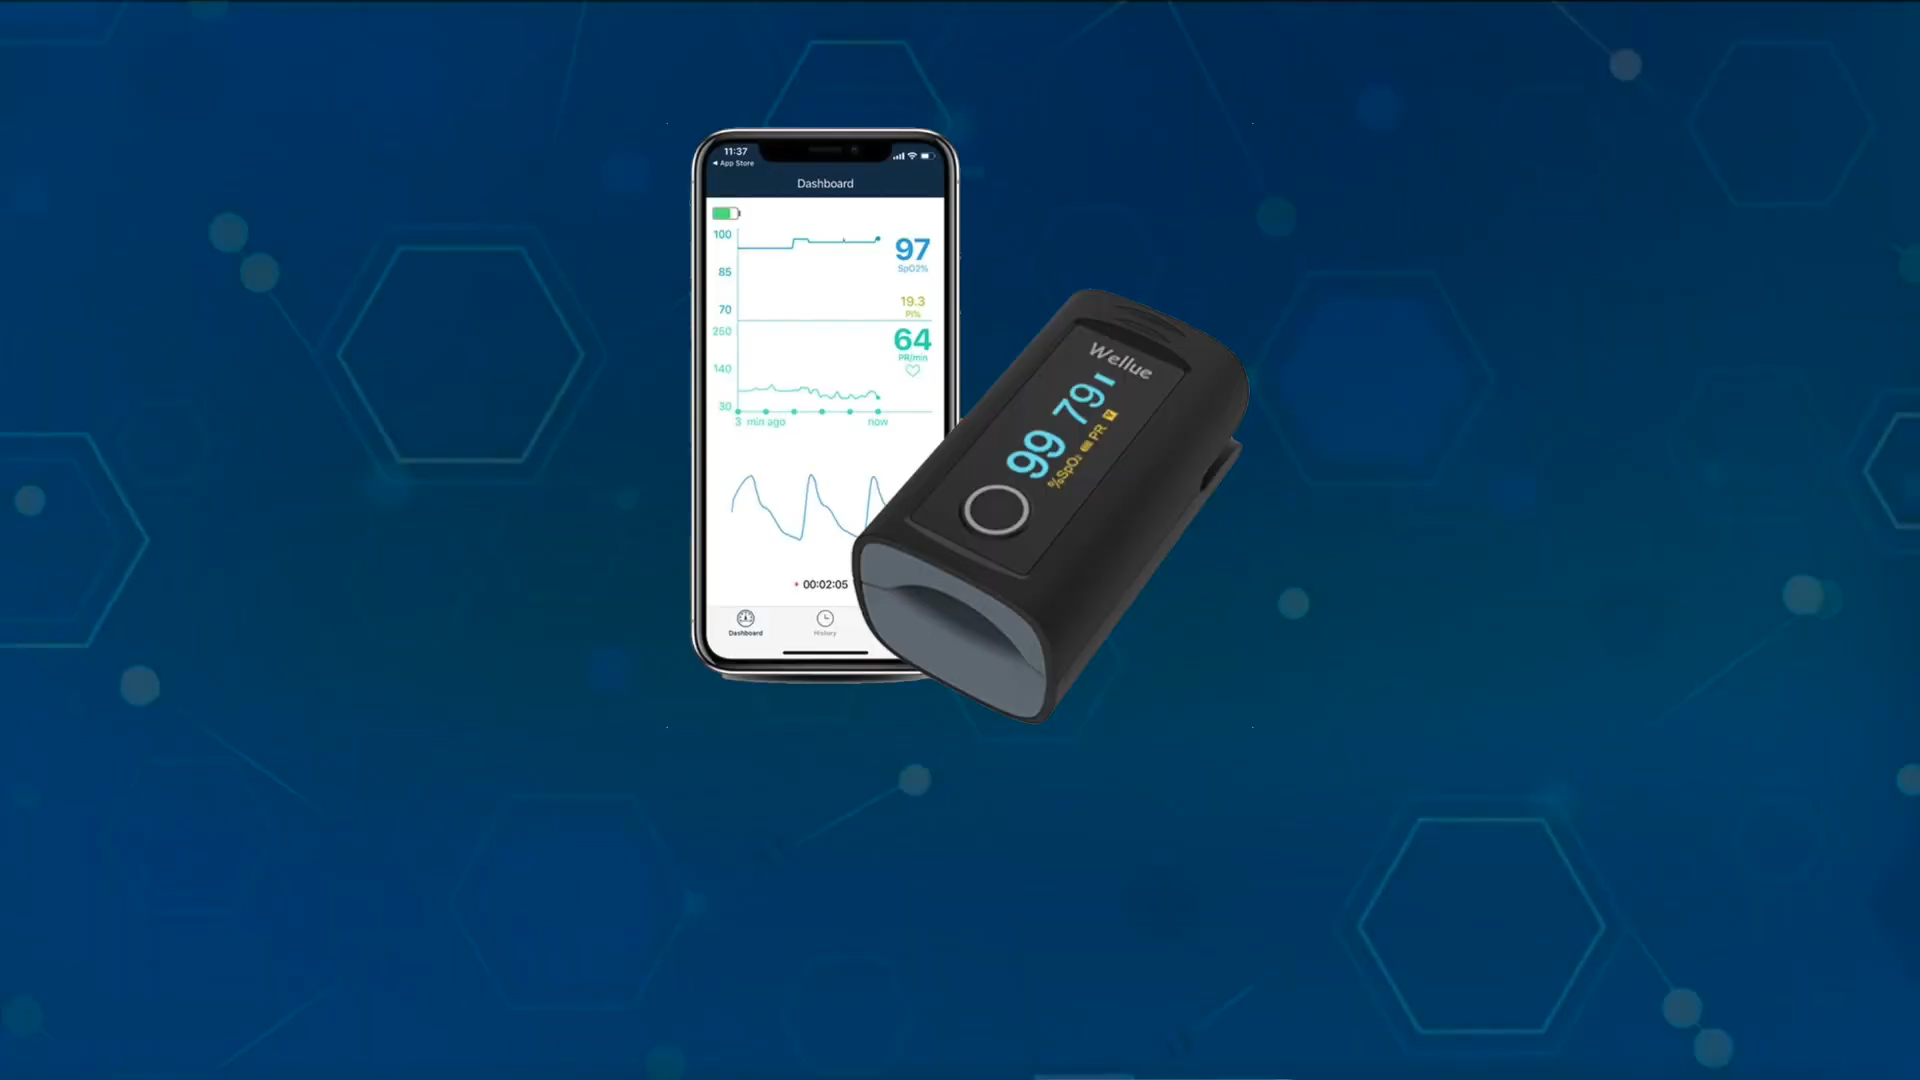 11:37
◂ App Store
Dashboard
100
97
SpO2%
85
19.3
PI%
70
250
64
PR/min
140
30
3 min ago
now
00:02:05
Dashboard
History
Wellue
99 79
%SpO₂ PR